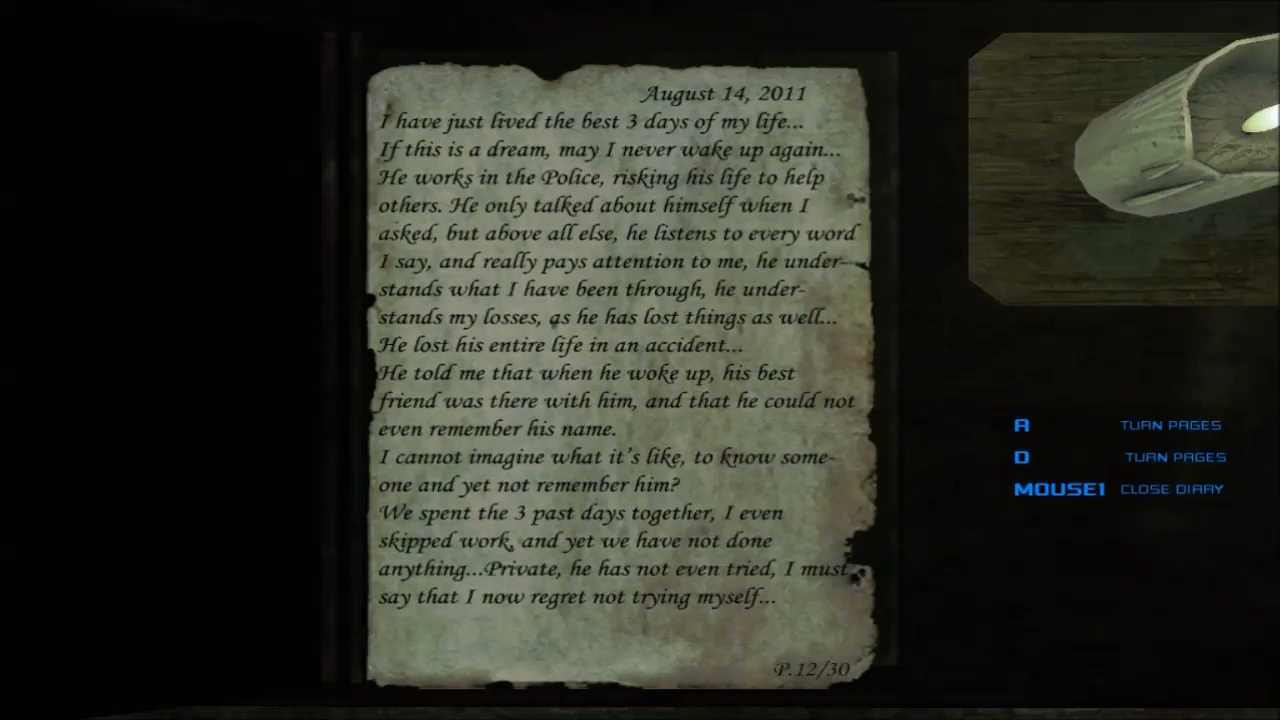 August 14, 2011
I have just lived the best 3 days of my life...
If this is a dream, may I never wake up again...
He works in the Police, risking his life to help
others. He only talked about himself when I
asked, but above all else, he listens to every word
I say, and really pays attention to me, he under-
stands what I have been through, he under-
stands my losses, as he has lost things as well...
He lost his entire life in an accident...
He told me that when he woke up, his best
friend was there with him, and that he could not
even remember his name.
I cannot imagine what it's like, to know some-
one and yet not remember him?
We spent the 3 past days together, I even
skipped work, and yet we have not done
anything...Private, he has not even tried, I must
say that I now regret not trying myself...
P.12/30
A TURN PAGES
D TURN PAGES
MOUSE1 CLOSE DIARY